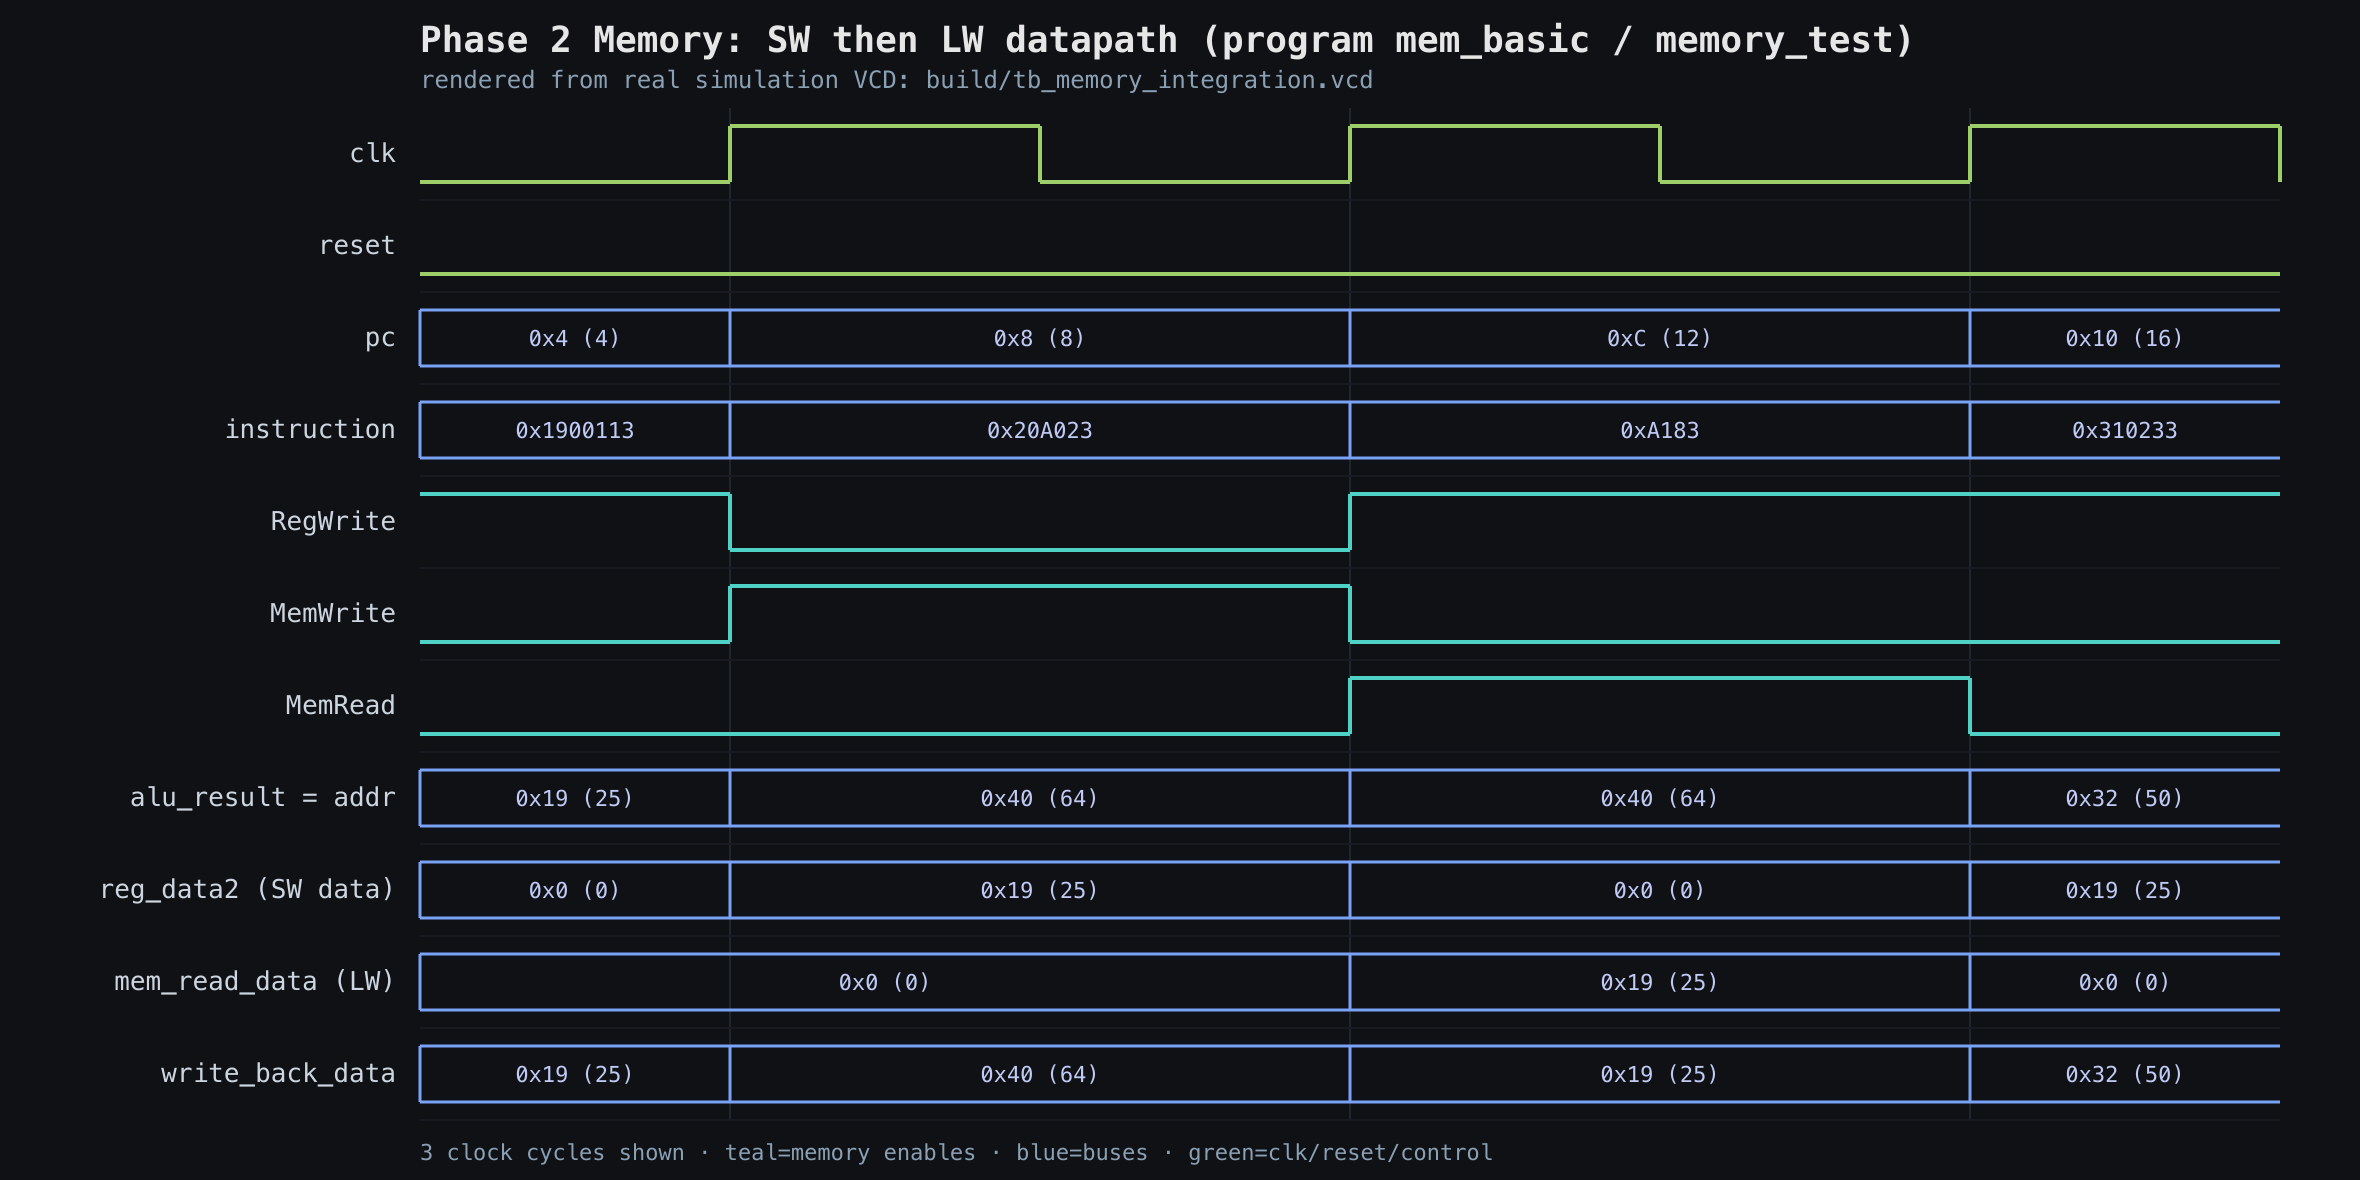 Phase 2 Memory: SW then LW datapath (program mem_basic / memory_test)
rendered from real simulation VCD: build/tb_memory_integration.vcd
clk
reset
pc 0x4 (4) 0x8 (8) 0xC (12) 0x10 (16)
instruction 0x1900113 0x20A023 0xA183 0x310233
RegWrite
MemWrite
MemRead
alu_result = addr 0x19 (25) 0x40 (64) 0x40 (64) 0x32 (50)
reg_data2 (SW data) 0x0 (0) 0x19 (25) 0x0 (0) 0x19 (25)
mem_read_data (LW) 0x0 (0) 0x19 (25) 0x0 (0)
write_back_data 0x19 (25) 0x40 (64) 0x19 (25) 0x32 (50)
3 clock cycles shown · teal=memory enables · blue=buses · green=clk/reset/control